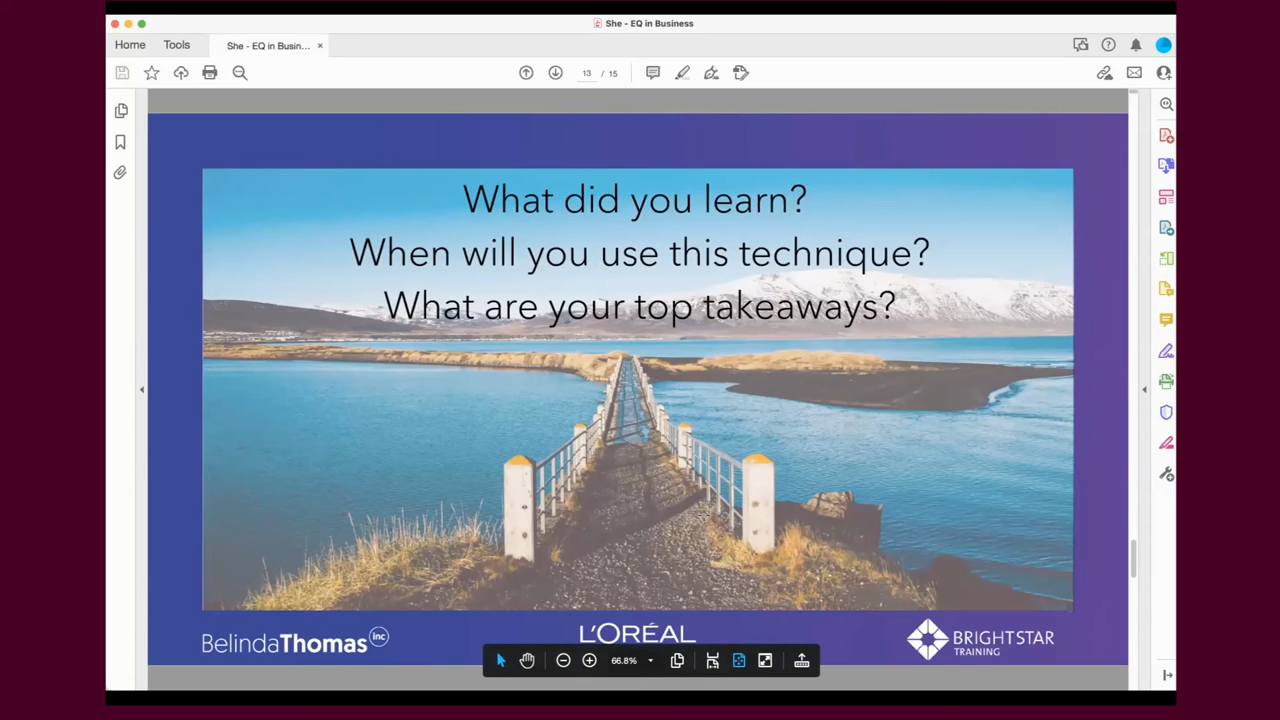 She - EQ in Business
Home Tools She - EQ in Busin... ×
13 / 15
What did you learn?
When will you use this technique?
What are your top takeaways?
BelindaThomas inc
L'ORÉAL
BRIGHTSTAR
TRAINING
66.8%